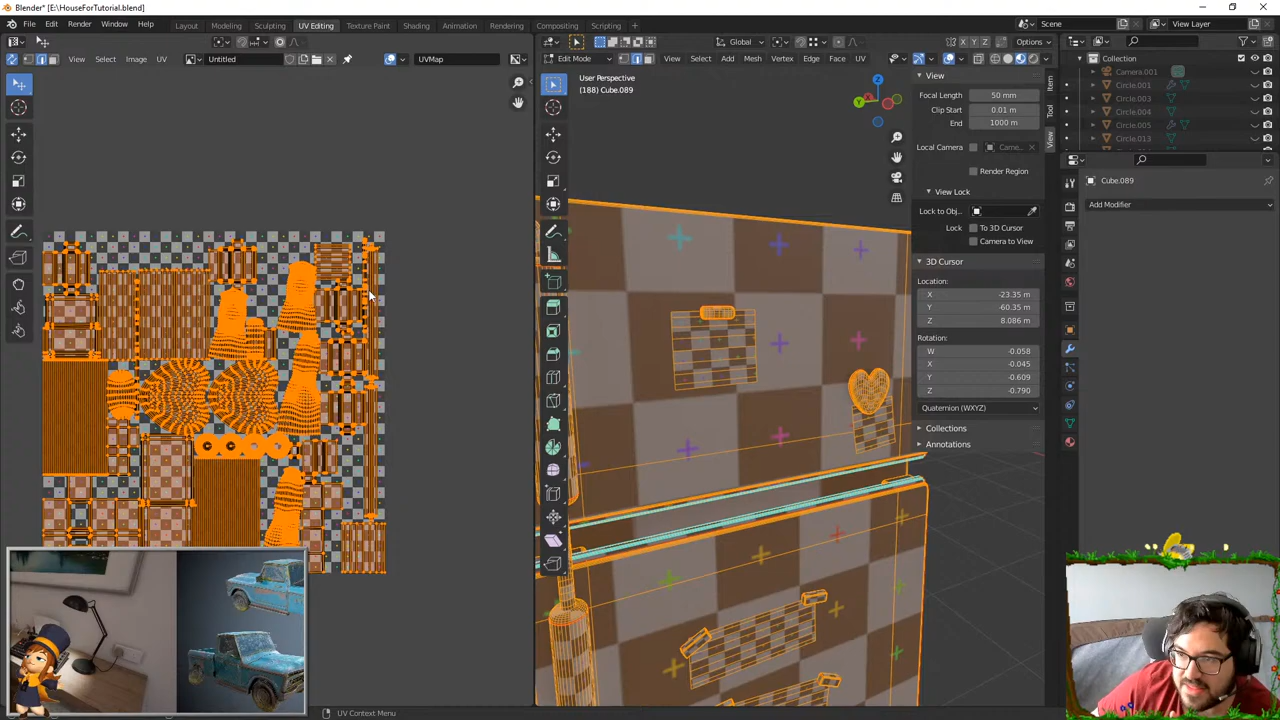 Blender* [E:\HouseForTutorial.blend]
File Edit Render Window Help Layout Modeling Sculpting UV Editing Texture Paint Shading Animation Rendering Compositing Scripting + Scene View Layer
Global Options
View Select Image UV Untitled UVMap Edit Mode View Select Add Mesh Vertex Edge Face UV
User Perspective
(188) Cube.089
View
Focal Length 50 mm
Clip Start 0.01 m
End 1000 m
Local Camera Came...
Render Region
View Lock
Lock to Obj...
Lock To 3D Cursor
Camera to View
3D Cursor
Location:
X -23.35 m
Y -60.35 m
Z 8.086 m
Rotation:
W -0.058
X -0.045
Y -0.609
Z -0.790
Quaternion (WXYZ)
Collections
Annotations
Item
Tool
View
Collection
Camera.001
Circle.001
Circle.003
Circle.004
Circle.005
Circle.013
Cube.089
Add Modifier
UV Context Menu